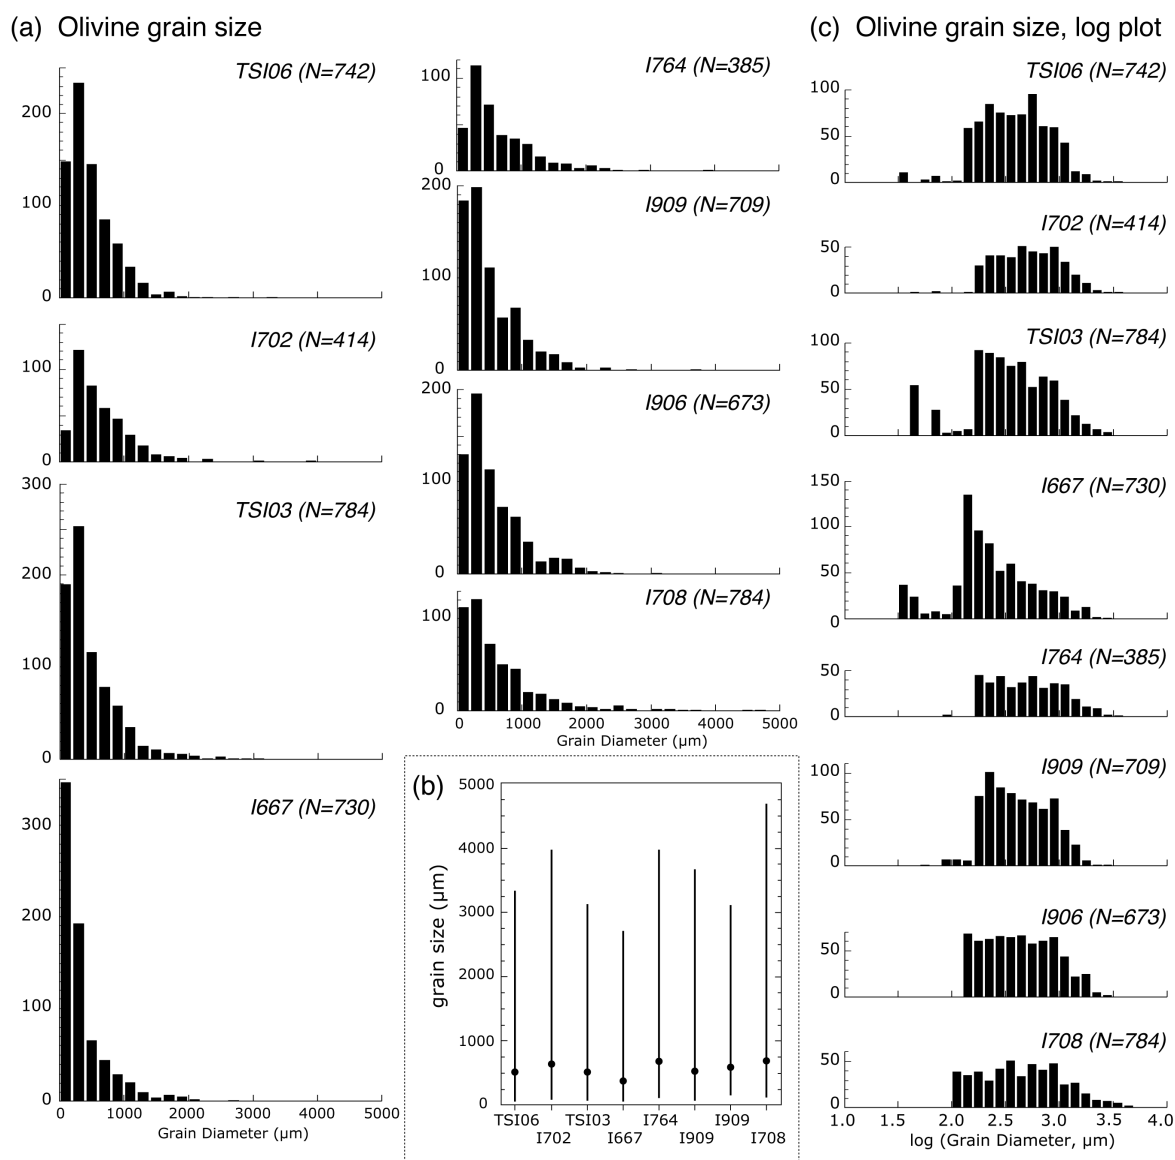 (a) Olivine grain size
TSI06 (N=742)
200
100
0
I702 (N=414)
100
0
TSI03 (N=784)
300
200
100
0
I667 (N=730)
300
200
100
0
0 1000 2000 3000 4000 5000
Grain Diameter (µm)
I764 (N=385)
100
0
I909 (N=709)
200
100
0
I906 (N=673)
200
100
0
I708 (N=784)
100
0
0 1000 2000 3000 4000 5000
Grain Diameter (µm)
(b)
grain size (µm)
5000
4000
3000
2000
1000
0
TSI06 TSI03 I764 I909
I702 I667 I909 I708
(c) Olivine grain size, log plot
TSI06 (N=742)
100
50
0
I702 (N=414)
50
0
TSI03 (N=784)
100
50
0
I667 (N=730)
150
100
50
0
I764 (N=385)
50
0
I909 (N=709)
100
50
0
I906 (N=673)
50
0
I708 (N=784)
50
0
1.0 1.5 2.0 2.5 3.0 3.5 4.0
log (Grain Diameter, µm)